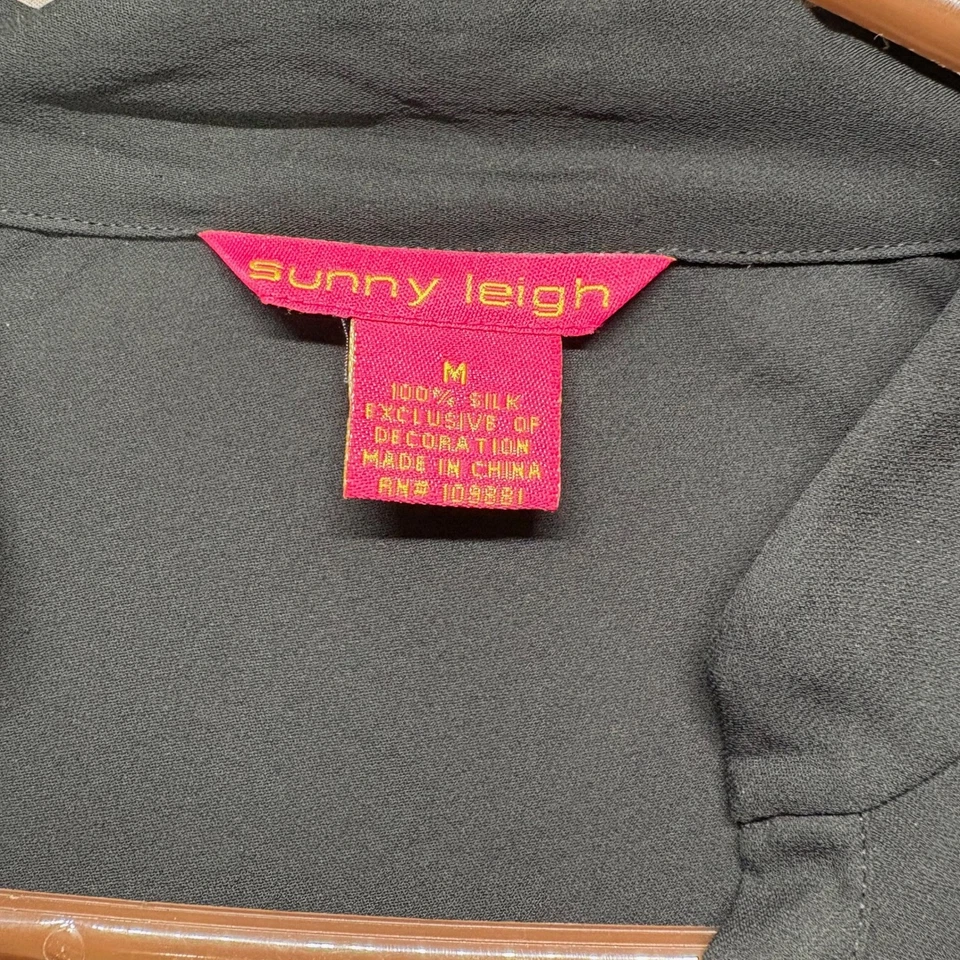 sunny leigh
M
100% SILK
EXCLUSIVE OF
DECORATION
MADE IN CHINA
RN# 109881